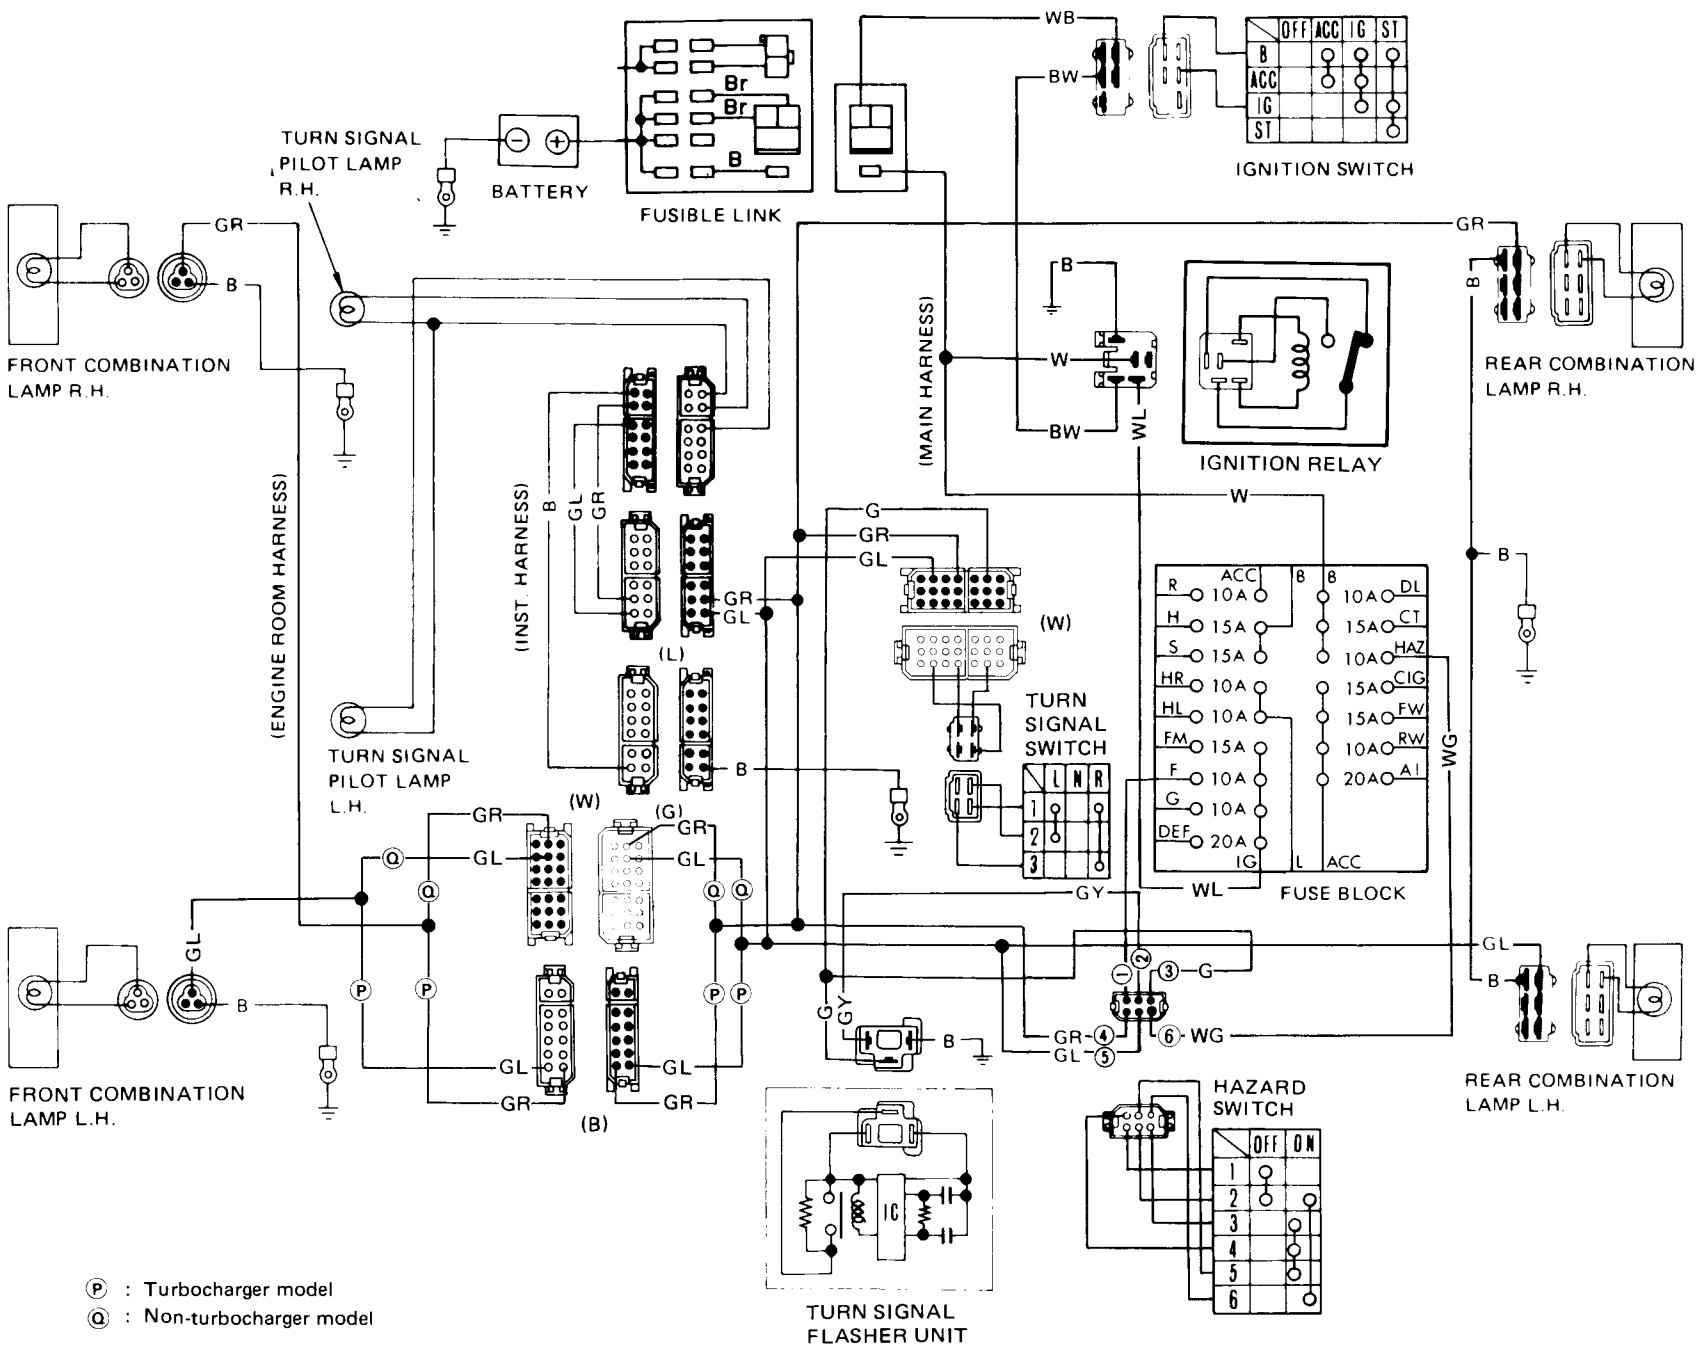 WB
BW
OFF ACC IG ST
B
ACC
IG
ST
IGNITION SWITCH
Br
Br
B
FUSIBLE LINK
BATTERY
TURN SIGNAL
PILOT LAMP
R.H.
GR
B
FRONT COMBINATION
LAMP R.H.
(ENGINE ROOM HARNESS)
(INST. HARNESS)
(MAIN HARNESS)
B
W
BW
WL
IGNITION RELAY
GR
B
REAR COMBINATION
LAMP R.H.
B
GL
GR
GR
GL
(L)
G
GR
GL
(W)
W
B
TURN
SIGNAL
SWITCH
L N R
1
2
3
R
ACC
10A
B
B
10A
DL
H
15A
15A
CT
S
15A
10A
HAZ
HR
10A
15A
CIG
HL
10A
15A
FW
FM
15A
10A
RW
F
10A
20A
AI
G
10A
DEF
20A
IG
L
ACC
FUSE BLOCK
WL
WG
TURN SIGNAL
PILOT LAMP
L.H.
B
(W)
(G)
GR
GR
Q
GL
GL
Q
Q
Q
GL
P
P
P
P
GL
GL
GR
GR
(B)
B
FRONT COMBINATION
LAMP L.H.
GY
GL
B
1
2
3
G
G
GY
B
GR
4
GL
5
6
WG
REAR COMBINATION
LAMP L.H.
HAZARD
SWITCH
OFF ON
1
2
3
4
5
6
IC
TURN SIGNAL
FLASHER UNIT
P : Turbocharger model
Q : Non-turbocharger model